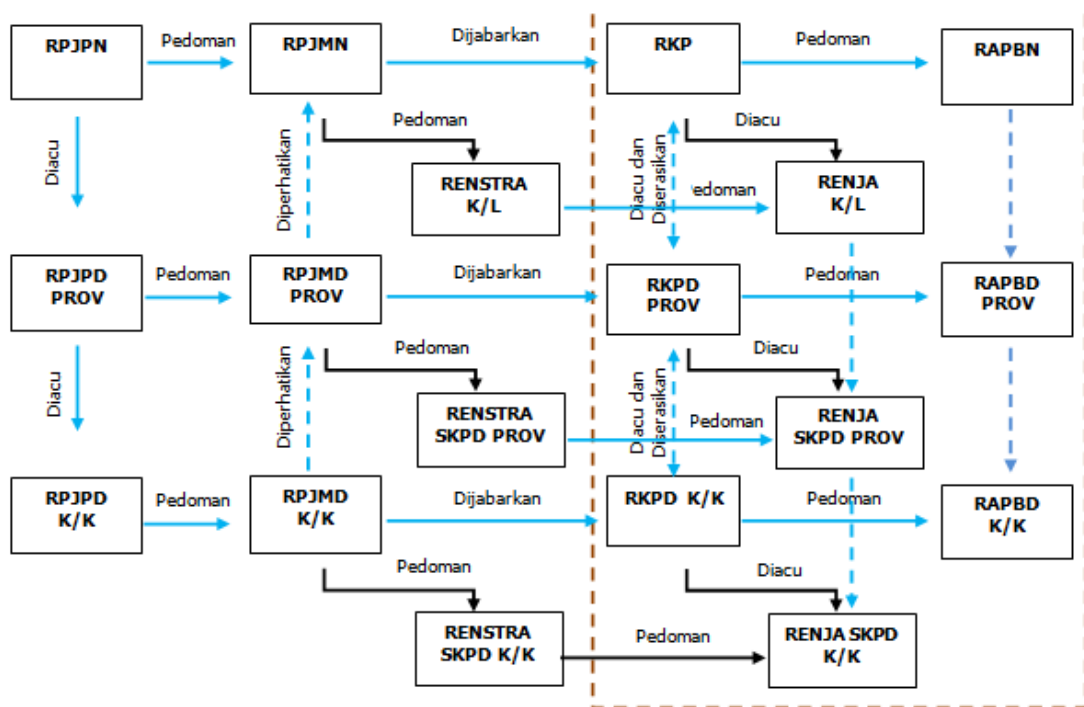 RPJPN
Pedoman
RPJMN
Dijabarkan
RKP
Pedoman
RAPBN
Diacu
Diperhatikan
Pedoman
RENSTRA
K/L
Diacu dan
Diserasikan
Diacu
RENJA
K/L
edoman
RPJPD
PROV
Pedoman
RPJMD
PROV
Dijabarkan
RKPD
PROV
Pedoman
RAPBD
PROV
Diacu
Diperhatikan
Pedoman
RENSTRA
SKPD PROV
Diacu dan
Diserasikan
Diacu
Pedoman
RENJA
SKPD PROV
RPJPD
K/K
Pedoman
RPJMD
K/K
Dijabarkan
RKPD K/K
Pedoman
RAPBD
K/K
Pedoman
RENSTRA
SKPD K/K
Pedoman
Diacu
RENJA SKPD
K/K